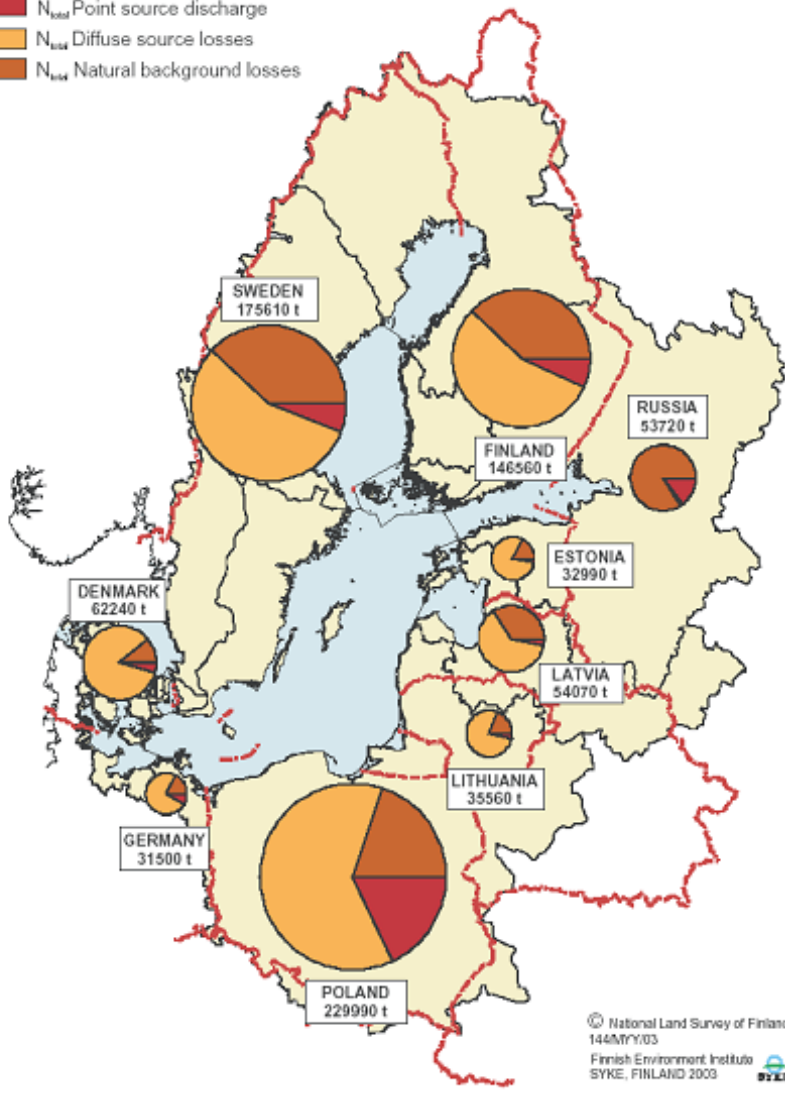 Ntotal Point source discharge
Ntotal Diffuse source losses
Ntotal Natural background losses
SWEDEN
175610 t
FINLAND
146560 t
RUSSIA
53720 t
ESTONIA
32990 t
DENMARK
62240 t
LATVIA
54070 t
LITHUANIA
35560 t
GERMANY
31500 t
POLAND
229990 t
© National Land Survey of Finland
144/MYY/03
Finnish Environment Institute
SYKE, FINLAND 2003